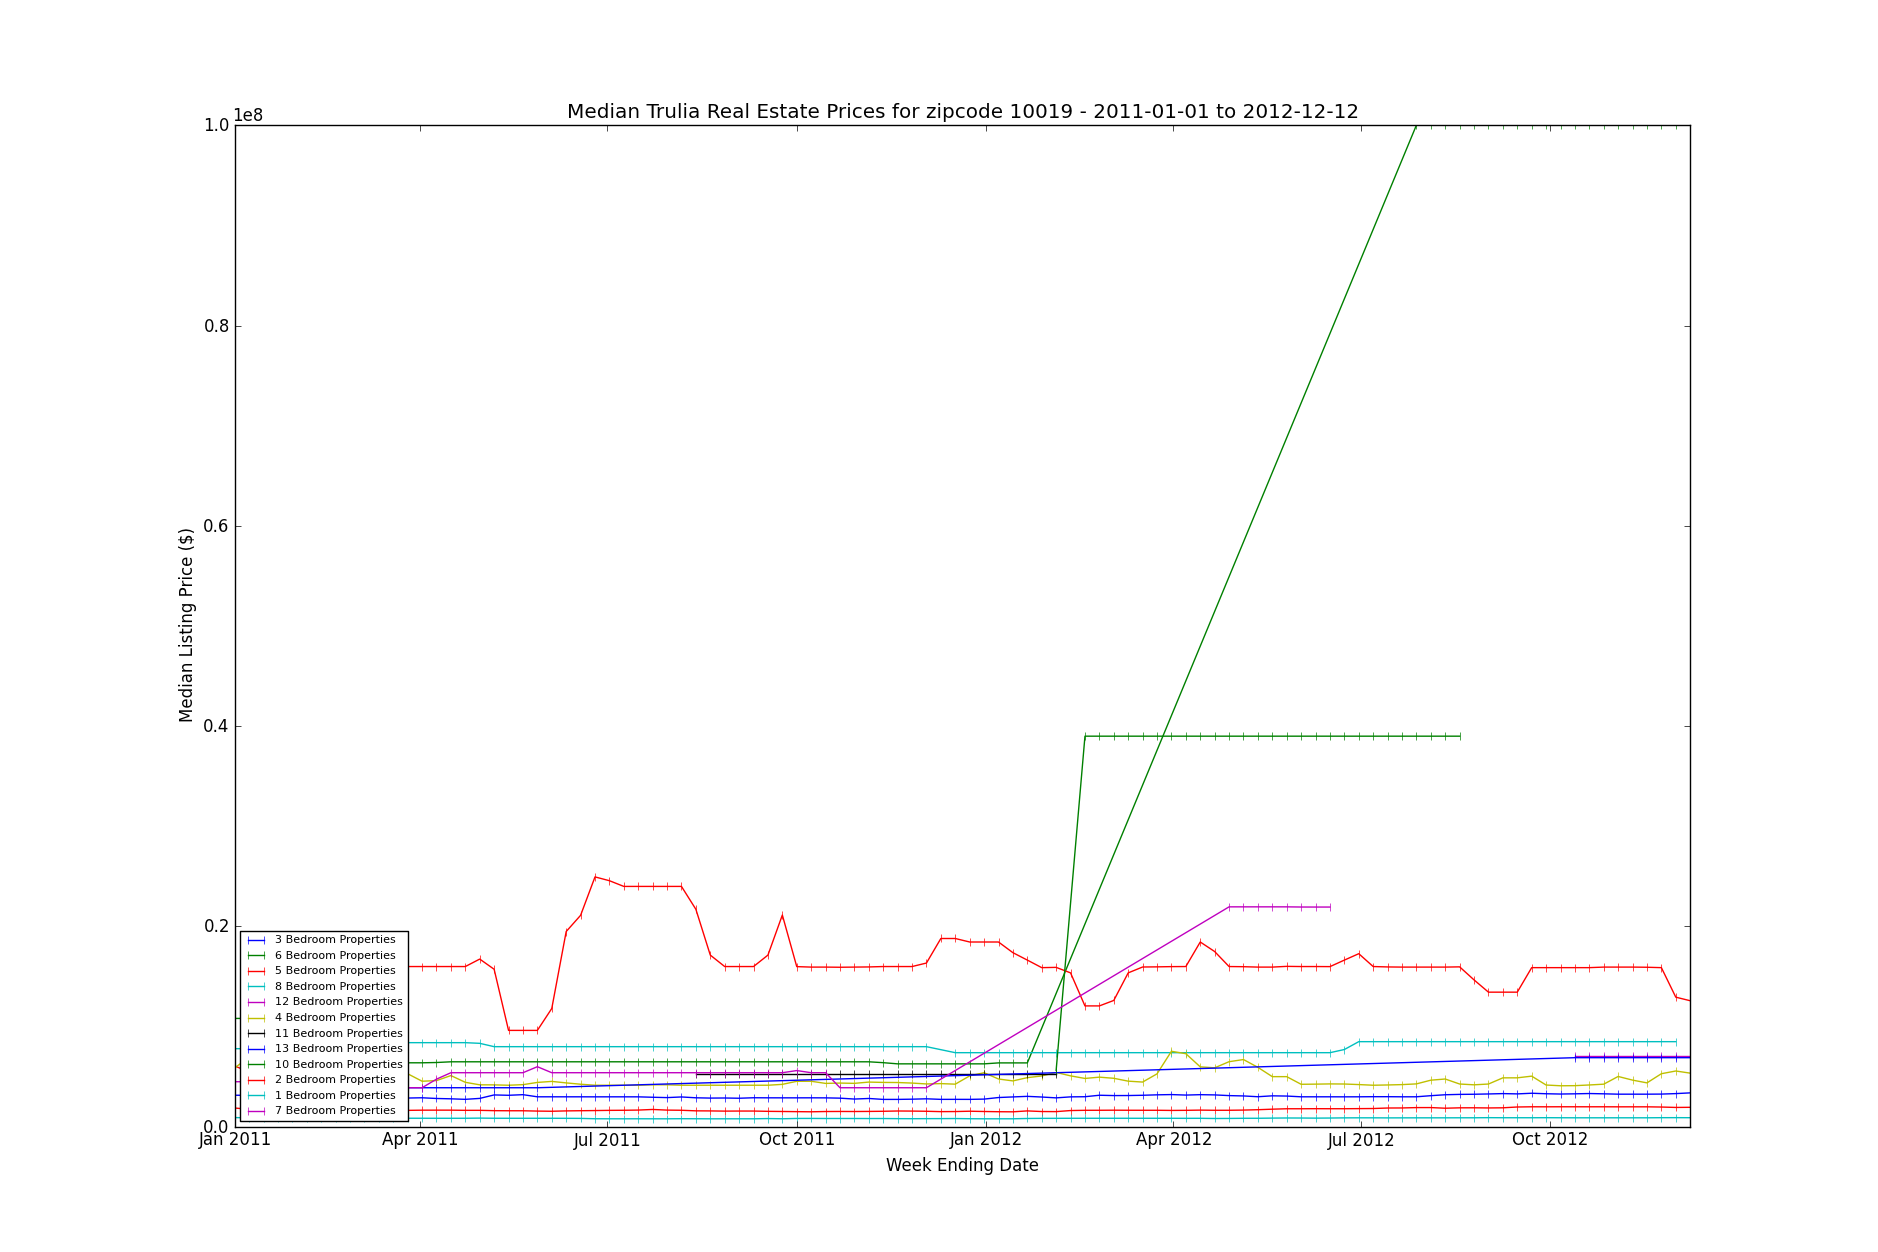 Median Trulia Real Estate Prices for zipcode 10019 - 2011-01-01 to 2012-12-12
1e8
1.0
0.8
0.6
0.4
0.2
0.0
Median Listing Price ($)
3 Bedroom Properties
6 Bedroom Properties
5 Bedroom Properties
8 Bedroom Properties
12 Bedroom Properties
4 Bedroom Properties
11 Bedroom Properties
13 Bedroom Properties
10 Bedroom Properties
2 Bedroom Properties
1 Bedroom Properties
7 Bedroom Properties
Jan 2011 Apr 2011 Jul 2011 Oct 2011 Jan 2012 Apr 2012 Jul 2012 Oct 2012
Week Ending Date